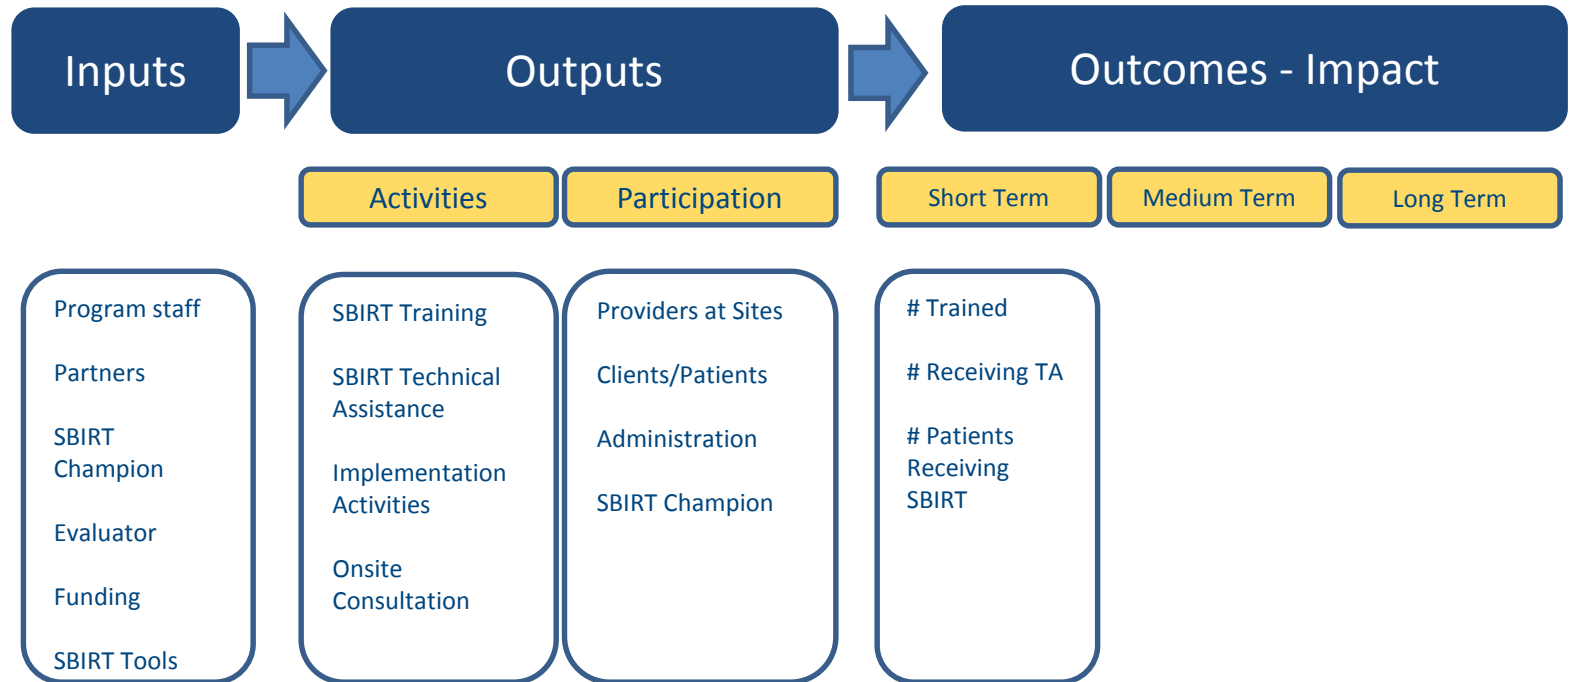 Inputs
Outputs
Outcomes - Impact
Activities
Participation
Short Term
Medium Term
Long Term
Program staff
Partners
SBIRT
Champion
Evaluator
Funding
SBIRT Tools
SBIRT Training
SBIRT Technical
Assistance
Implementation
Activities
Onsite
Consultation
Providers at Sites
Clients/Patients
Administration
SBIRT Champion
# Trained
# Receiving TA
# Patients
Receiving
SBIRT